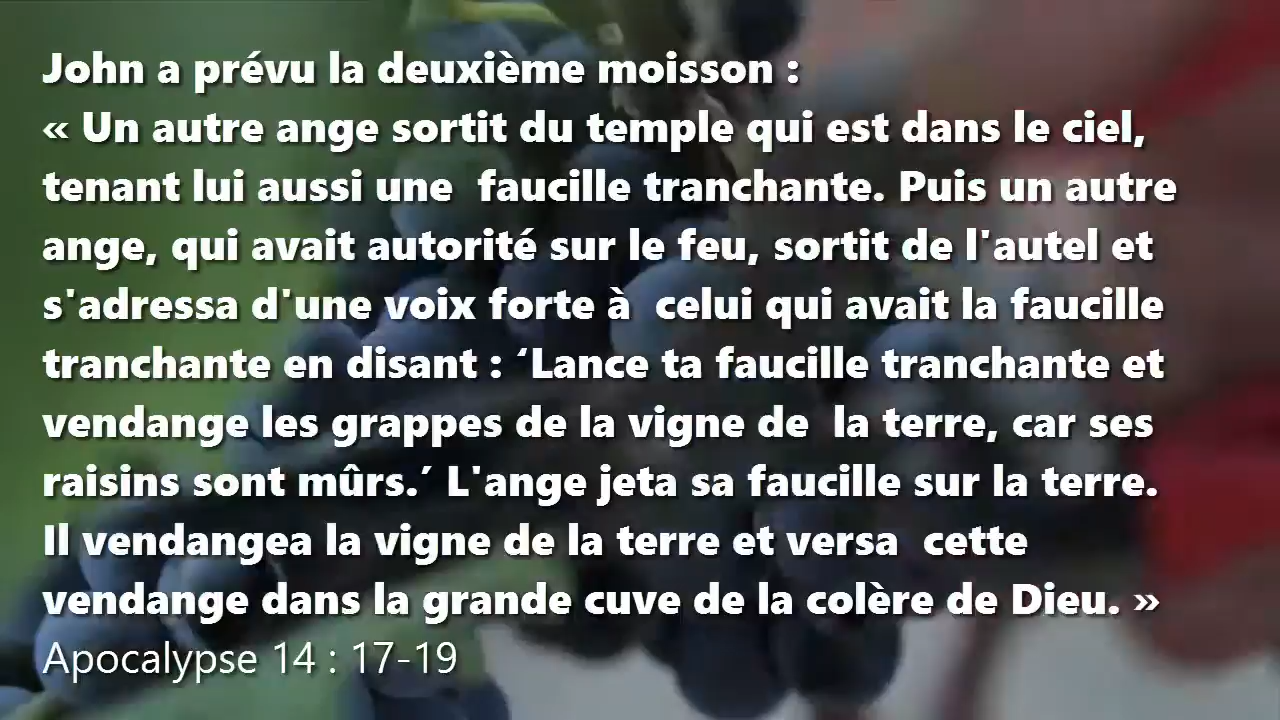 John a prévu la deuxième moisson :
« Un autre ange sortit du temple qui est dans le ciel,
tenant lui aussi une  faucille tranchante. Puis un autre
ange, qui avait autorité sur le feu, sortit de l'autel et
s'adressa d'une voix forte à  celui qui avait la faucille
tranchante en disant : ‘Lance ta faucille tranchante et
vendange les grappes de la vigne de  la terre, car ses
raisins sont mûrs.´ L'ange jeta sa faucille sur la terre.
Il vendangea la vigne de la terre et versa  cette
vendange dans la grande cuve de la colère de Dieu. »
Apocalypse 14 : 17-19